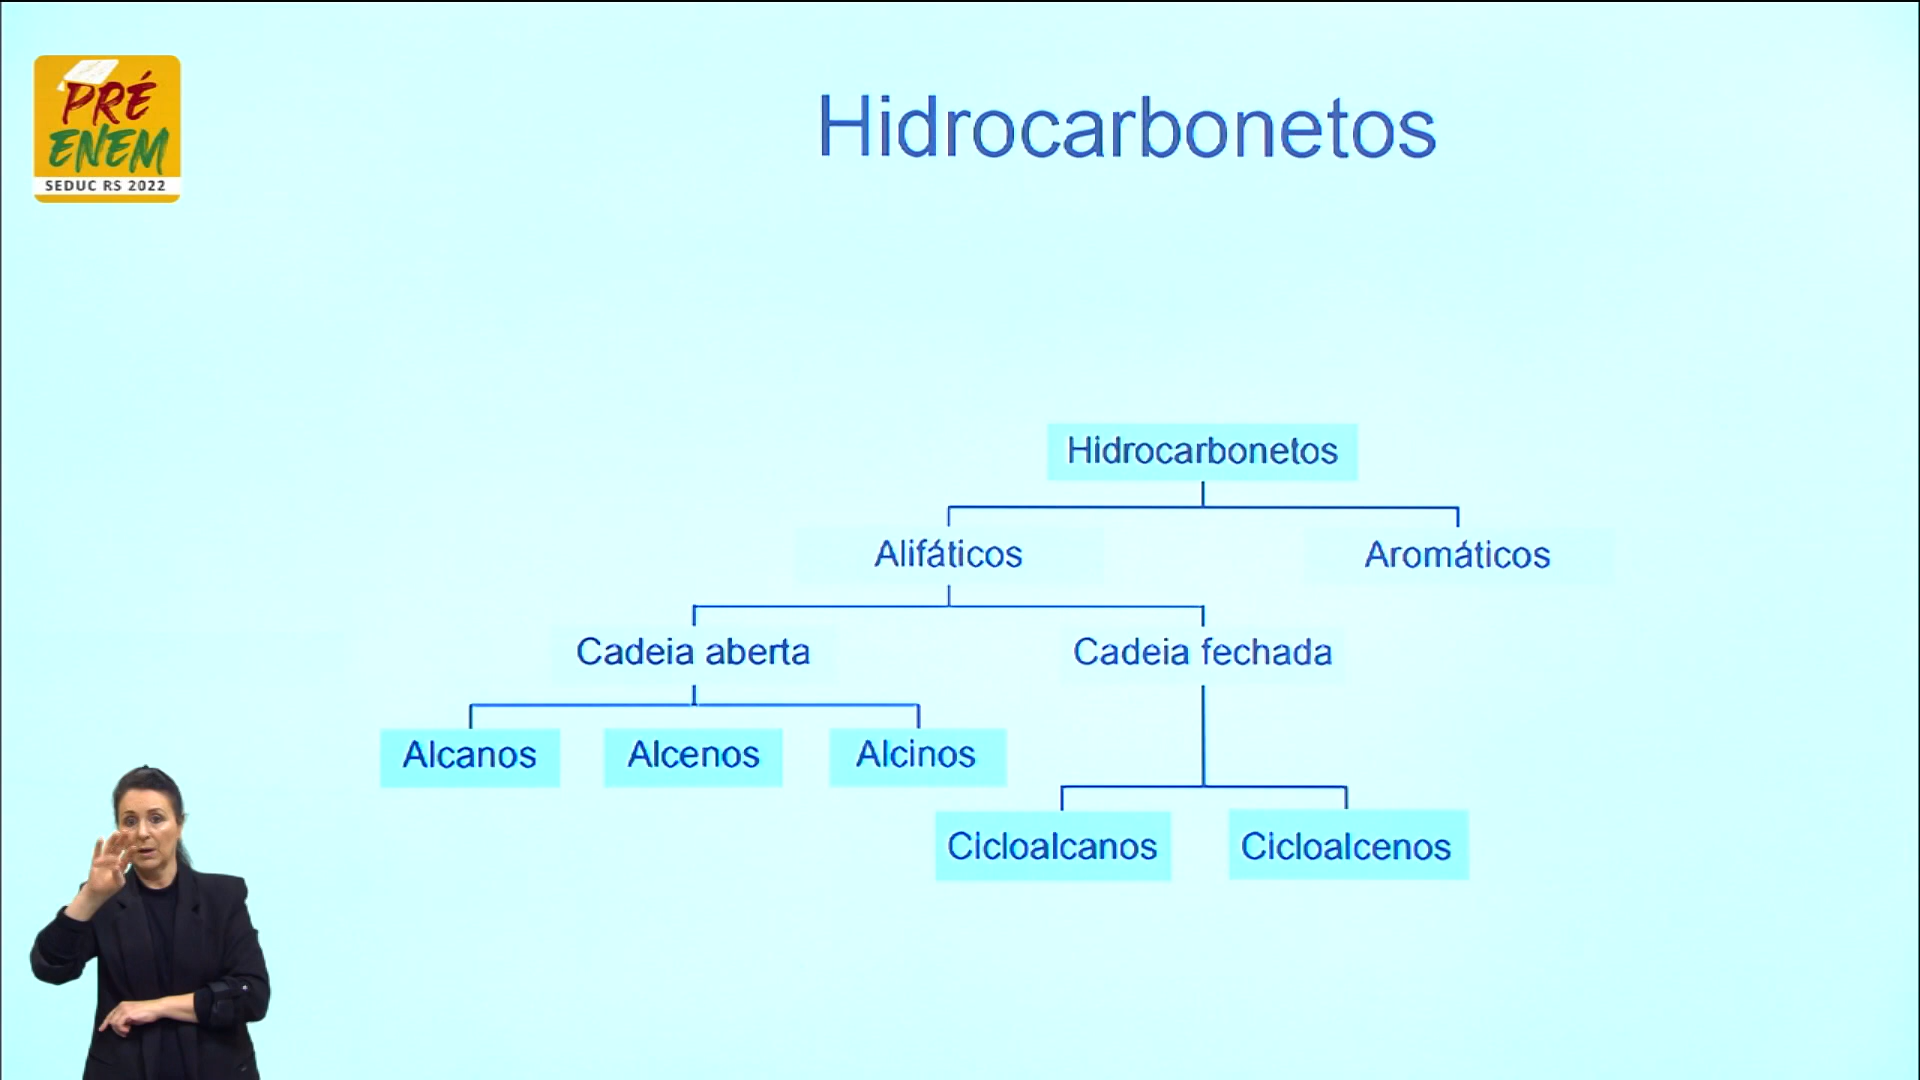 PRÉ
ENEM
SEDUC RS 2022
Hidrocarbonetos
Hidrocarbonetos
Alifáticos
Aromáticos
Cadeia aberta
Cadeia fechada
Alcanos
Alcenos
Alcinos
Cicloalcanos
Cicloalcenos